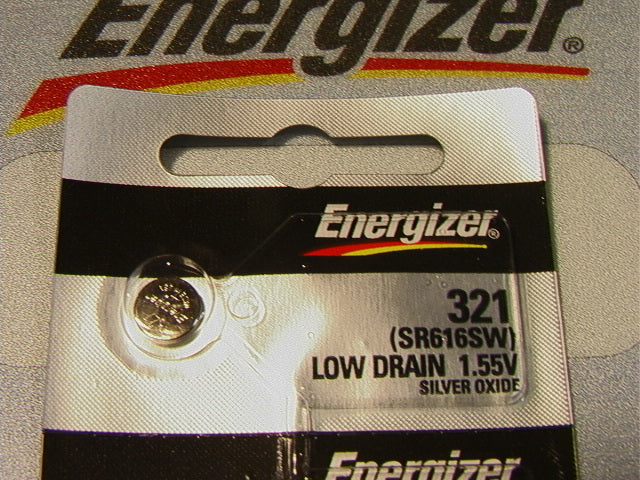 Energizer®
Energizer®
321
(SR616SW)
LOW DRAIN 1.55V
SILVER OXIDE
Energizer